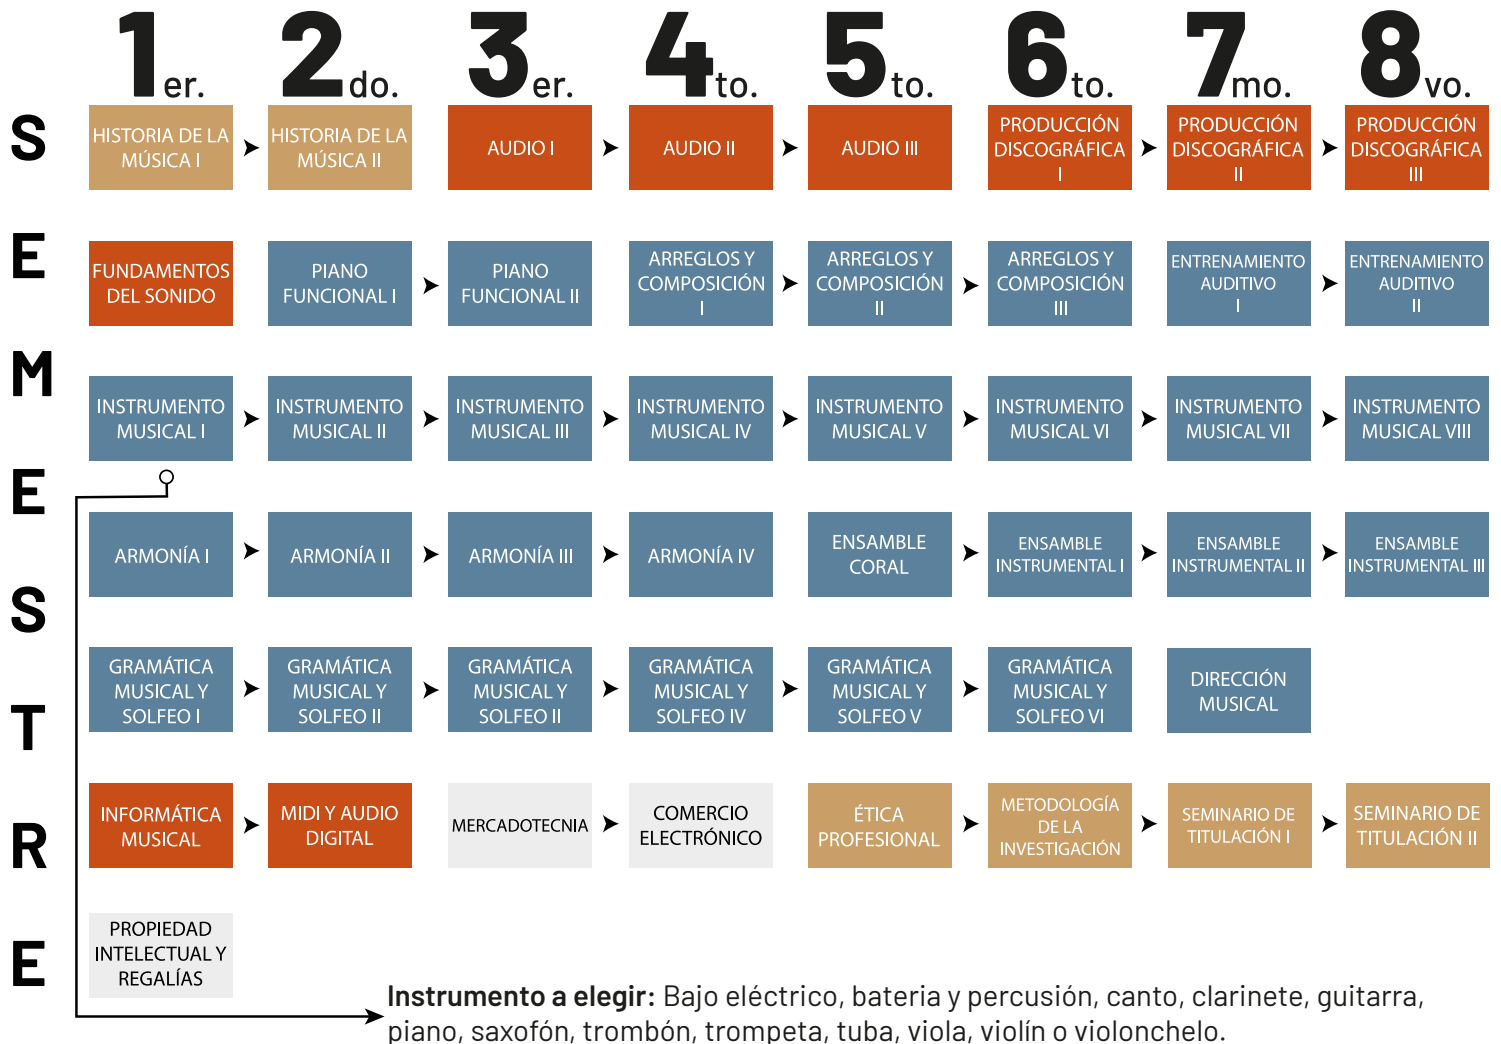 1er. 2do. 3er. 4to. 5to. 6to. 7mo. 8vo.
SEMESTRE
HISTORIA DE LA
MÚSICA I
HISTORIA DE LA
MÚSICA II
AUDIO I
AUDIO II
AUDIO III
PRODUCCIÓN
DISCOGRÁFICA
I
PRODUCCIÓN
DISCOGRÁFICA
II
PRODUCCIÓN
DISCOGRÁFICA
III
FUNDAMENTOS
DEL SONIDO
PIANO
FUNCIONAL I
PIANO
FUNCIONAL II
ARREGLOS Y
COMPOSICIÓN
I
ARREGLOS Y
COMPOSICIÓN
II
ARREGLOS Y
COMPOSICIÓN
III
ENTRENAMIENTO
AUDITIVO
I
ENTRENAMIENTO
AUDITIVO
II
INSTRUMENTO
MUSICAL I
INSTRUMENTO
MUSICAL II
INSTRUMENTO
MUSICAL III
INSTRUMENTO
MUSICAL IV
INSTRUMENTO
MUSICAL V
INSTRUMENTO
MUSICAL VI
INSTRUMENTO
MUSICAL VII
INSTRUMENTO
MUSICAL VIII
ARMONÍA I
ARMONÍA II
ARMONÍA III
ARMONÍA IV
ENSAMBLE
CORAL
ENSAMBLE
INSTRUMENTAL I
ENSAMBLE
INSTRUMENTAL II
ENSAMBLE
INSTRUMENTAL III
GRAMÁTICA
MUSICAL Y
SOLFEO I
GRAMÁTICA
MUSICAL Y
SOLFEO II
GRAMÁTICA
MUSICAL Y
SOLFEO II
GRAMÁTICA
MUSICAL Y
SOLFEO IV
GRAMÁTICA
MUSICAL Y
SOLFEO V
GRAMÁTICA
MUSICAL Y
SOLFEO VI
DIRECCIÓN
MUSICAL
INFORMÁTICA
MUSICAL
MIDI Y AUDIO
DIGITAL
MERCADOTECNIA
COMERCIO
ELECTRÓNICO
ÉTICA
PROFESIONAL
METODOLOGÍA
DE LA
INVESTIGACIÓN
SEMINARIO DE
TITULACIÓN I
SEMINARIO DE
TITULACIÓN II
PROPIEDAD
INTELECTUAL Y
REGALÍAS
Instrumento a elegir: Bajo eléctrico, bateria y percusión, canto, clarinete, guitarra,
piano, saxofón, trombón, trompeta, tuba, viola, violín o violonchelo.